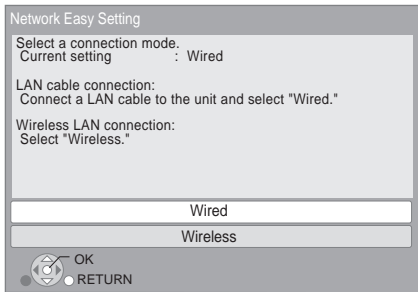 Network Easy Setting
Select a connection mode.
Current setting : Wired
LAN cable connection:
Connect a LAN cable to the unit and select "Wired."
Wireless LAN connection:
Select "Wireless."
Wired
Wireless
OK
RETURN